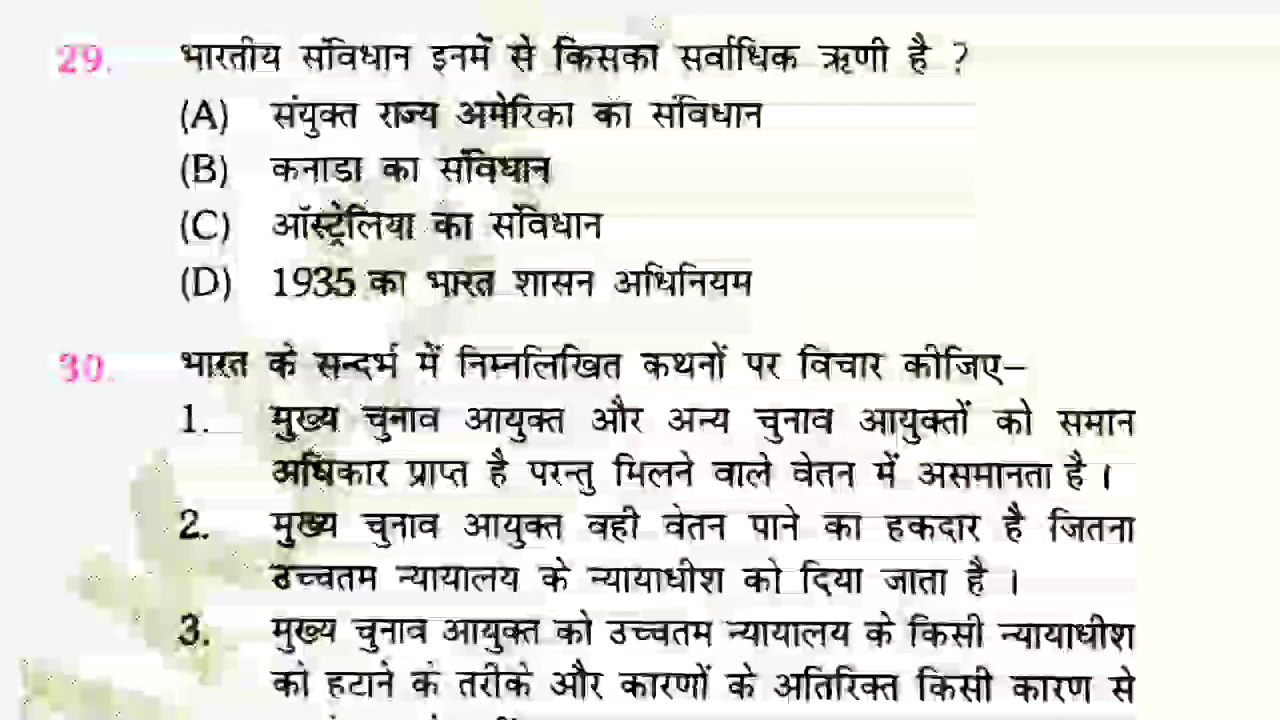 29. भारतीय संविधान इनमें से किसका सर्वाधिक ऋणी है ?
(A) संयुक्त राज्य अमेरिका का संविधान
(B) कनाडा का संविधान
(C) ऑस्ट्रेलिया का संविधान
(D) 1935 का भारत शासन अधिनियम
30. भारत के सन्दर्भ में निम्नलिखित कथनों पर विचार कीजिए–
1. मुख्य चुनाव आयुक्त और अन्य चुनाव आयुक्तों को समान
अधिकार प्राप्त है परन्तु मिलने वाले वेतन में असमानता है ।
2. मुख्य चुनाव आयुक्त वही वेतन पाने का हकदार है जितना
उच्चतम न्यायालय के न्यायाधीश को दिया जाता है ।
3. मुख्य चुनाव आयुक्त को उच्चतम न्यायालय के किसी न्यायाधीश
को हटाने के तरीके और कारणों के अतिरिक्त किसी कारण से